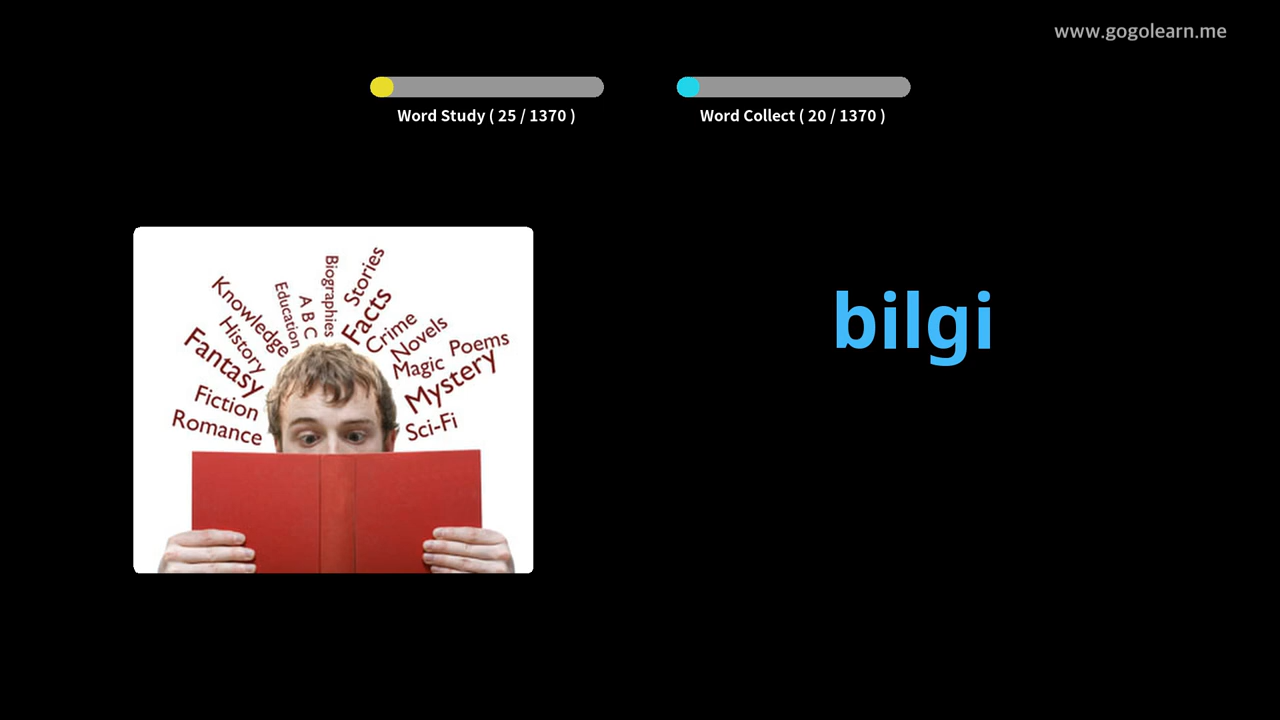 www.gogolearn.me
Word Study ( 25 / 1370 )
Word Collect ( 20 / 1370 )
Romance
Fiction
Fantasy
History
Knowledge
Education
A B C
Biographies
Stories
Facts
Crime
Novels
Magic
Poems
Mystery
Sci-Fi
bilgi